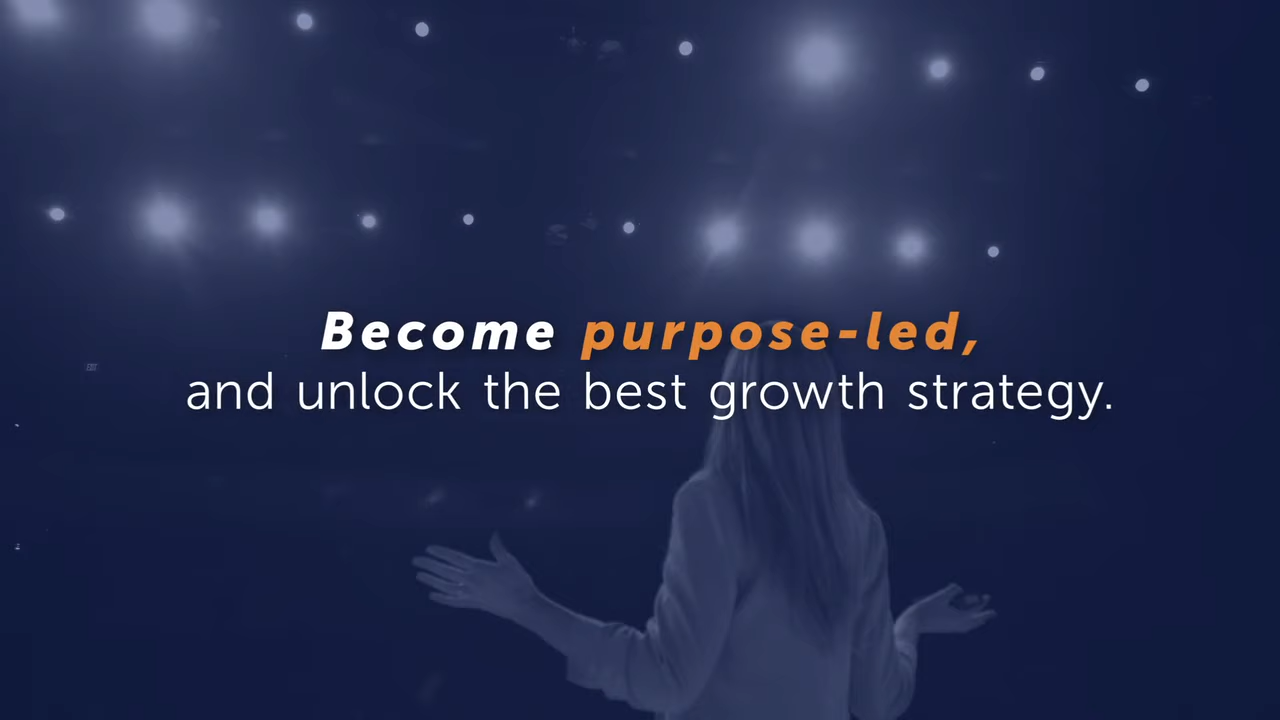 Become purpose-led,
and unlock the best growth strategy.